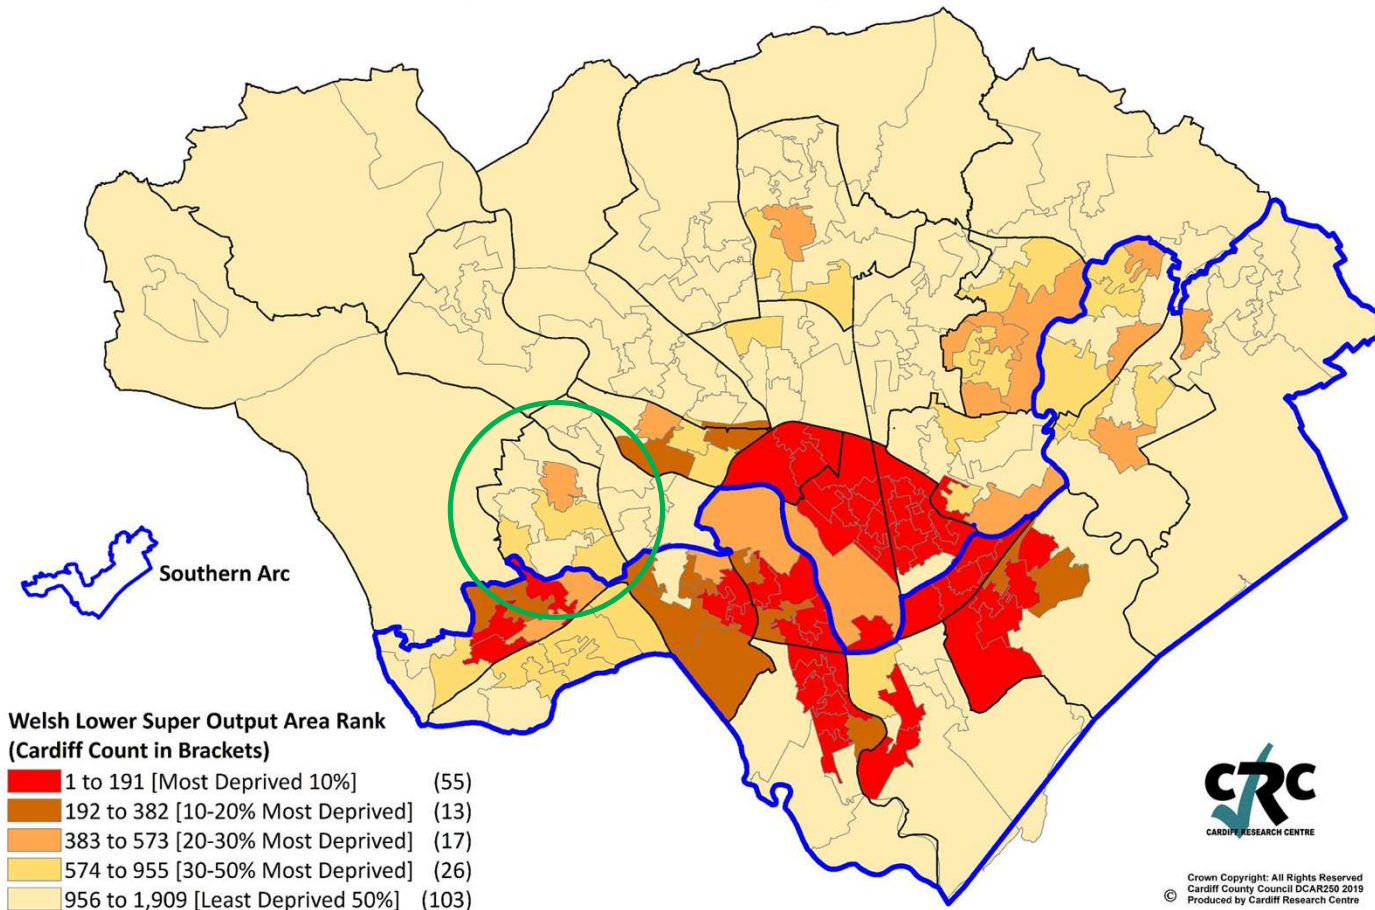 Southern Arc
Welsh Lower Super Output Area Rank
(Cardiff Count in Brackets)
1 to 191 [Most Deprived 10%] (55)
192 to 382 [10-20% Most Deprived] (13)
383 to 573 [20-30% Most Deprived] (17)
574 to 955 [30-50% Most Deprived] (26)
956 to 1,909 [Least Deprived 50%] (103)
CRC
CARDIFF RESEARCH CENTRE
Crown Copyright: All Rights Reserved
Cardiff County Council DCAR250 2019
© Produced by Cardiff Research Centre